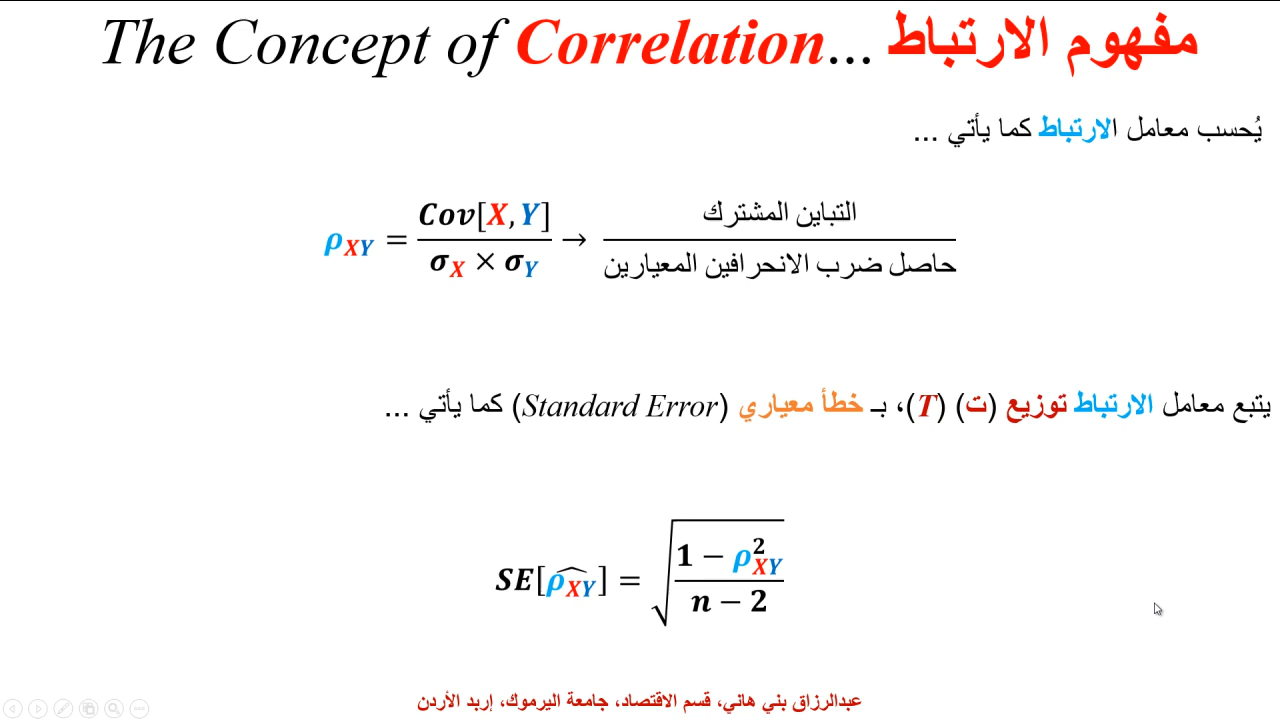 The Concept of Correlation... مفهوم الارتباط
يُحسب معامل الارتباط كما يأتي ...
ρ_XY = Cov[X, Y] / (σ_X × σ_Y) → التباين المشترك / حاصل ضرب الانحرافين المعيارين
يتبع معامل الارتباط توزيع (ت) (T)، بـ خطأ معياري (Standard Error) كما يأتي ...
SE[ρ̂_XY] = √((1 − ρ²_XY) / (n − 2))
عبدالرزاق بني هاني، قسم الاقتصاد، جامعة اليرموك، إربد الأردن